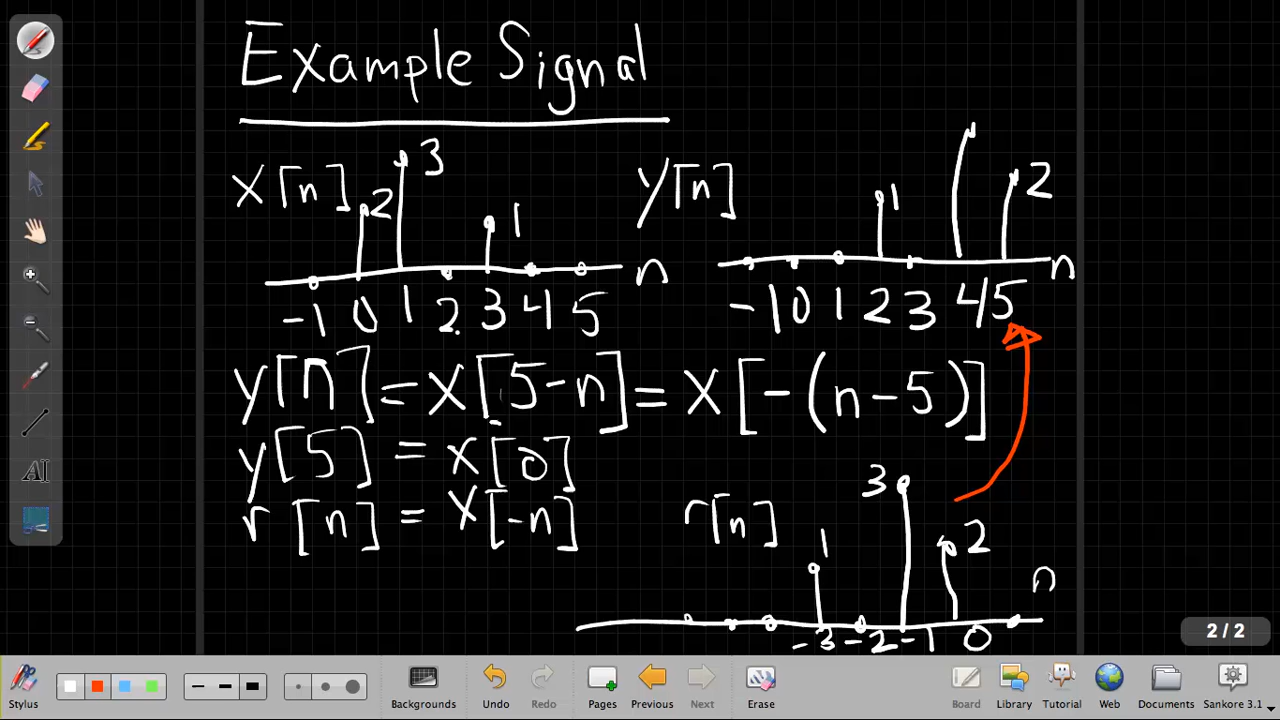 Example Signal
x[n] 2 3 1 n
-1 0 1 2 3 4 5
y[n] 1 2 n
-1 0 1 2 3 4 5
y[n] = x[5-n] = x[-(n-5)]
y[5] = x[0]
r[n] = x[-n]
r[n] 1 3 2 n
-3 -2 -1 0
AI
2 / 2
Stylus
Backgrounds
Undo
Redo
Pages
Previous
Next
Erase
Board
Library
Tutorial
Web
Documents
Sankore 3.1